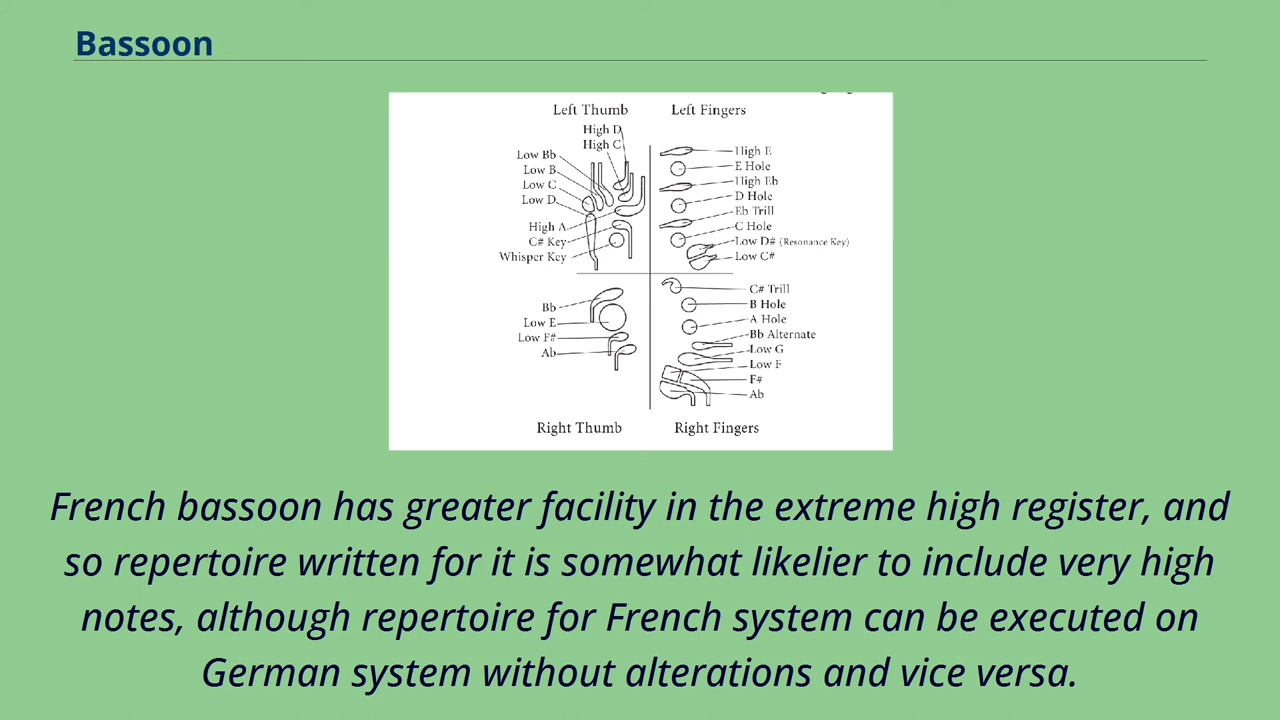 Bassoon
Left Thumb
High D
High C
Low Bb
Low B
Low C
Low D
High A
C# Key
Whisper Key
Left Fingers
High E
E Hole
High Eb
D Hole
Eb Trill
C Hole
Low D# (Resonance Key)
Low C#
Bb
Low E
Low F#
Ab
Right Thumb
C# Trill
B Hole
A Hole
Bb Alternate
Low G
Low F
F#
Ab
Right Fingers
French bassoon has greater facility in the extreme high register, and
so repertoire written for it is somewhat likelier to include very high
notes, although repertoire for French system can be executed on
German system without alterations and vice versa.